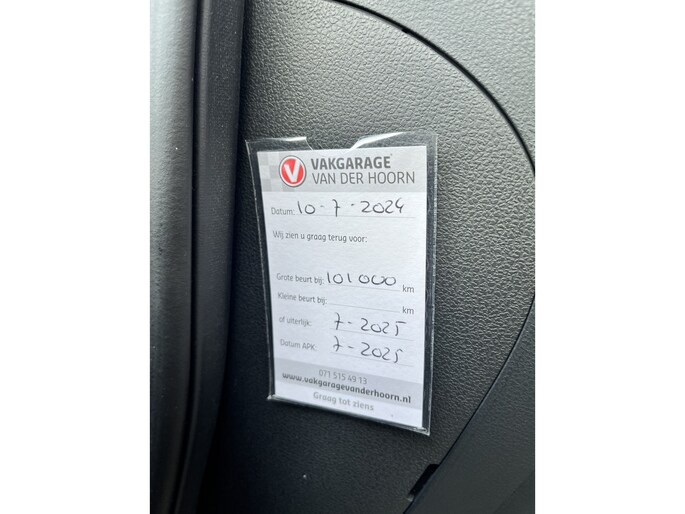 VAKGARAGE
VAN DER HOORN
Datum: 10-7-2024
Wij zien u graag terug voor:
Grote beurt bij: 101000 km
Kleine beurt bij: km
of uiterlijk: 7-2025
Datum APK: 7-2025
071 515 49 13
www.vakgaragevanderhoorn.nl
Graag tot ziens